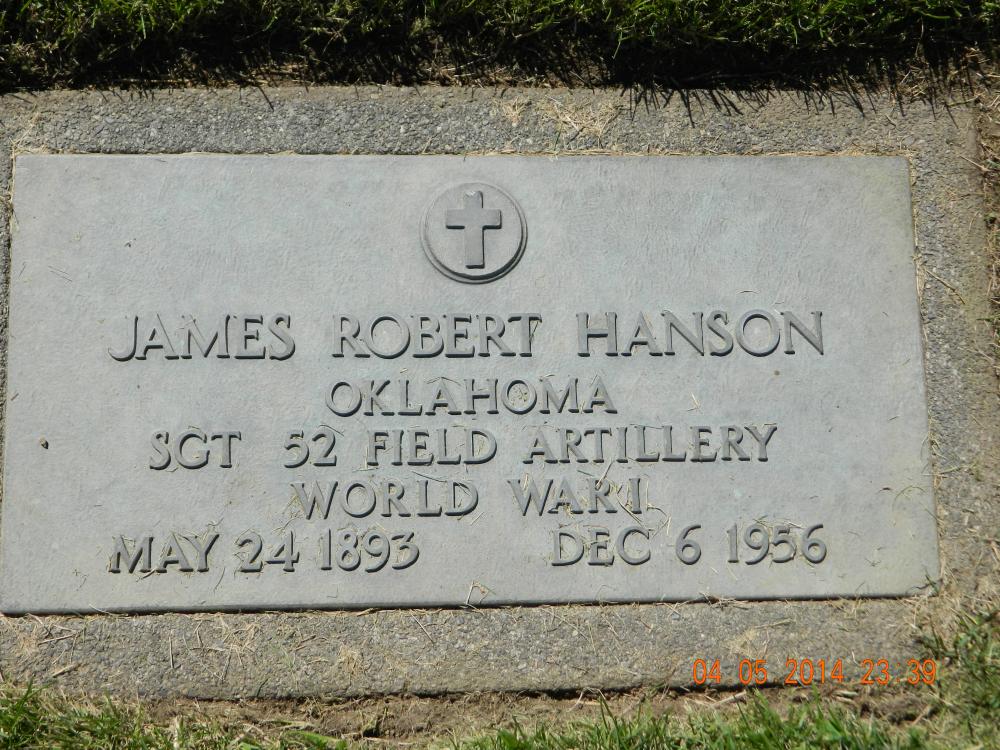 JAMES ROBERT HANSON
OKLAHOMA
SGT 52 FIELD ARTILLERY
WORLD WAR I
MAY 24 1893 DEC 6 1956
04 05 2014 23:39